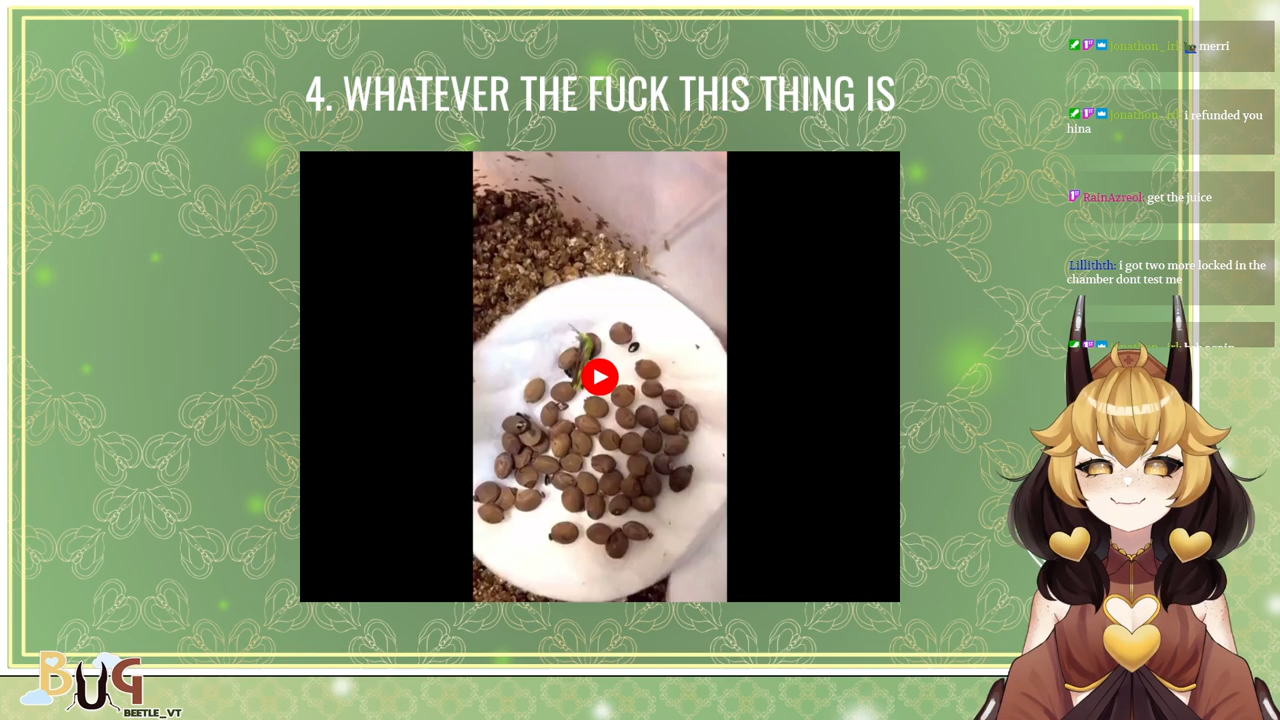 4. WHATEVER THE FUCK THIS THING IS
merri
i refunded you
hina
RainAzreol: get the juice
Lillithth: i got two more locked in the
chamber dont test me
BUG
BEETLE_VT